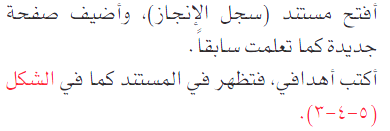 أفتح مستند (سجل الإنجاز)، وأضيف صفحة
جديدة كما تعلمت سابقاً.
أكتب أهدافي، فتظهر في المستند كما في الشكل
(٥-٤-٣).